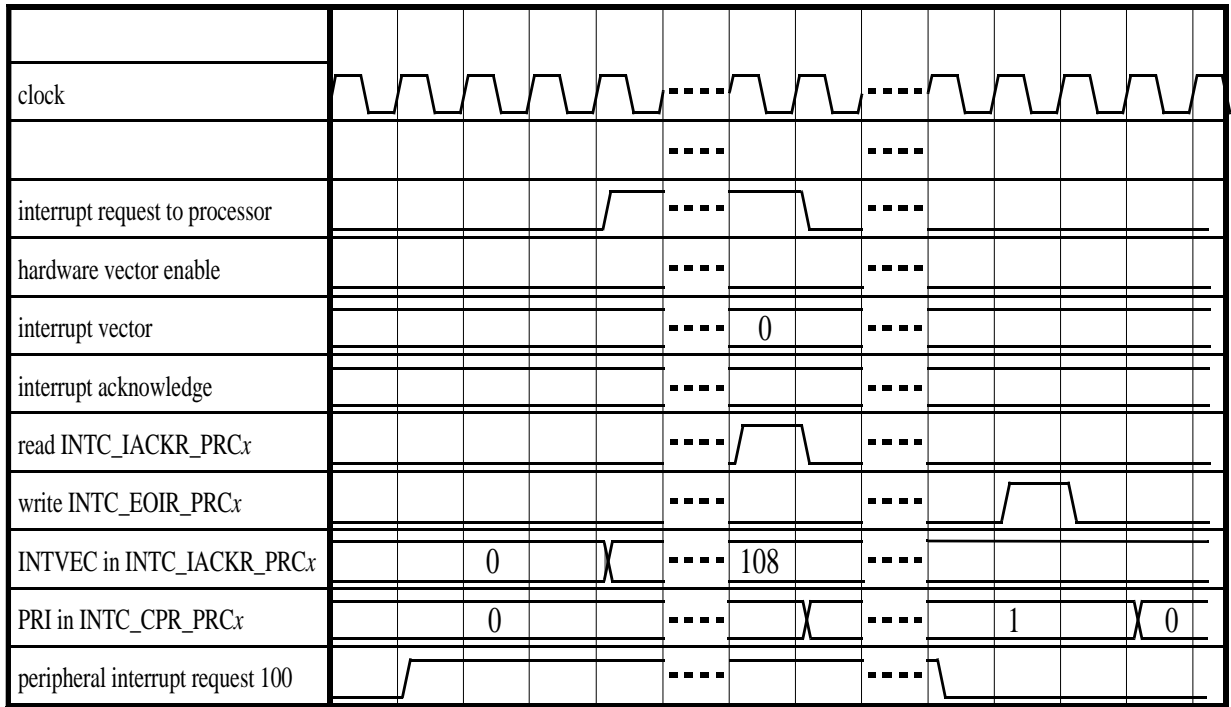 clock
interrupt request to processor
hardware vector enable
interrupt vector
0
interrupt acknowledge
read INTC_IACKR_PRCx
write INTC_EOIR_PRCx
INTVEC in INTC_IACKR_PRCx
0 108
PRI in INTC_CPR_PRCx
0 1 0
peripheral interrupt request 100